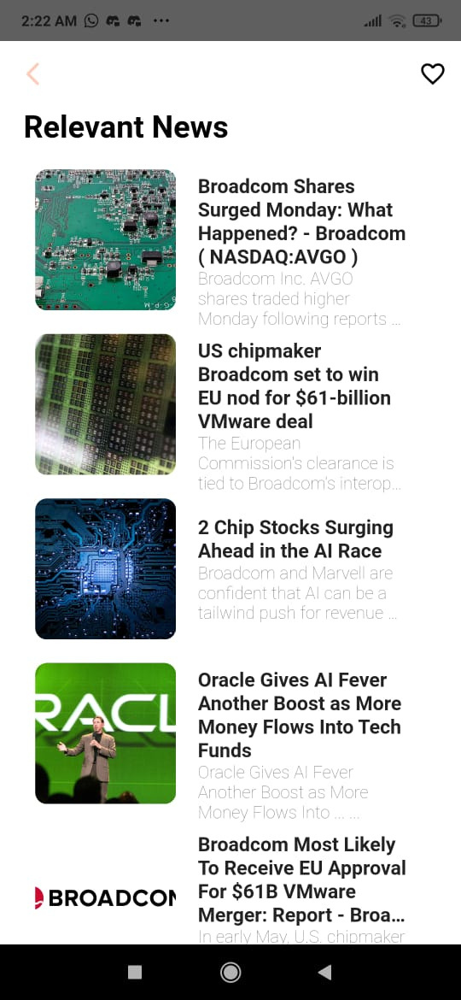 2:22 AM
43
Relevant News
Broadcom Shares
Surged Monday: What
Happened? - Broadcom
( NASDAQ:AVGO )
Broadcom Inc. AVGO
shares traded higher
Monday following reports ...
US chipmaker
Broadcom set to win
EU nod for $61-billion
VMware deal
The European
Commission's clearance is
tied to Broadcom's interop...
2 Chip Stocks Surging
Ahead in the AI Race
Broadcom and Marvell are
confident that AI can be a
tailwind push for revenue ...
RACL
Oracle Gives AI Fever
Another Boost as More
Money Flows Into Tech
Funds
Oracle Gives AI Fever
Another Boost as More
Money Flows Into ... ...
BROADCOM
Broadcom Most Likely
To Receive EU Approval
For $61B VMware
Merger: Report - Broa...
In early May, U.S. chipmaker